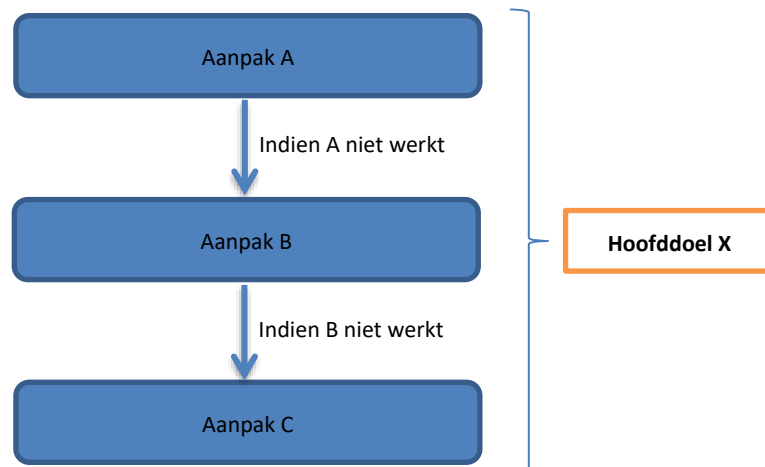 Aanpak A
Indien A niet werkt
Aanpak B
Hoofddoel X
Indien B niet werkt
Aanpak C